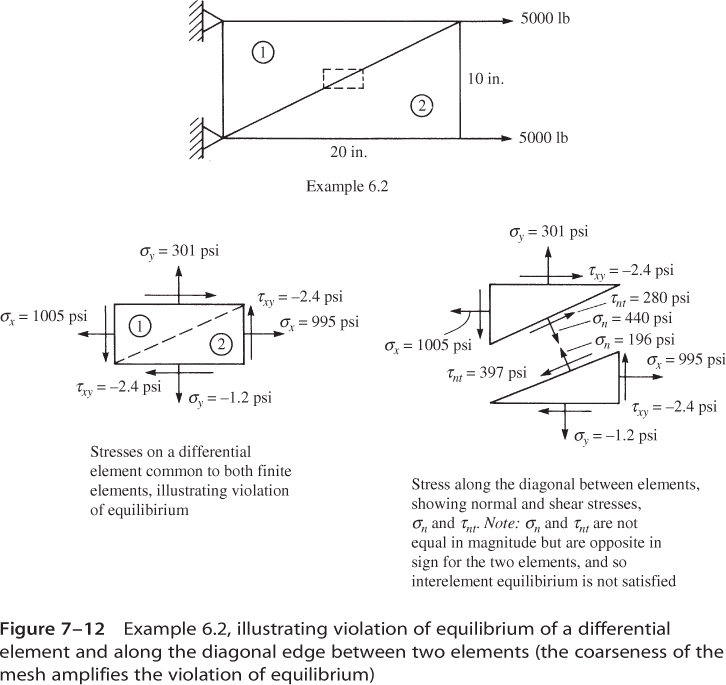 5000 lb
1
10 in.
2
5000 lb
20 in.
Example 6.2
σy = 301 psi
τxy = −2.4 psi
σx = 1005 psi
1
σx = 995 psi
2
τxy = −2.4 psi
σy = −1.2 psi
Stresses on a differential
element common to both finite
elements, illustrating violation
of equilibirium
σy = 301 psi
τxy = −2.4 psi
τnt = 280 psi
σn = 440 psi
σn = 196 psi
σx = 1005 psi
σx = 995 psi
τnt = 397 psi
τxy = −2.4 psi
σy = −1.2 psi
Stress along the diagonal between elements,
showing normal and shear stresses,
σn and τnt. Note: σn and τnt are not
equal in magnitude but are opposite in
sign for the two elements, and so
interelement equilibirium is not satisfied
Figure 7–12 Example 6.2, illustrating violation of equilibrium of a differential
element and along the diagonal edge between two elements (the coarseness of the
mesh amplifies the violation of equilibrium)